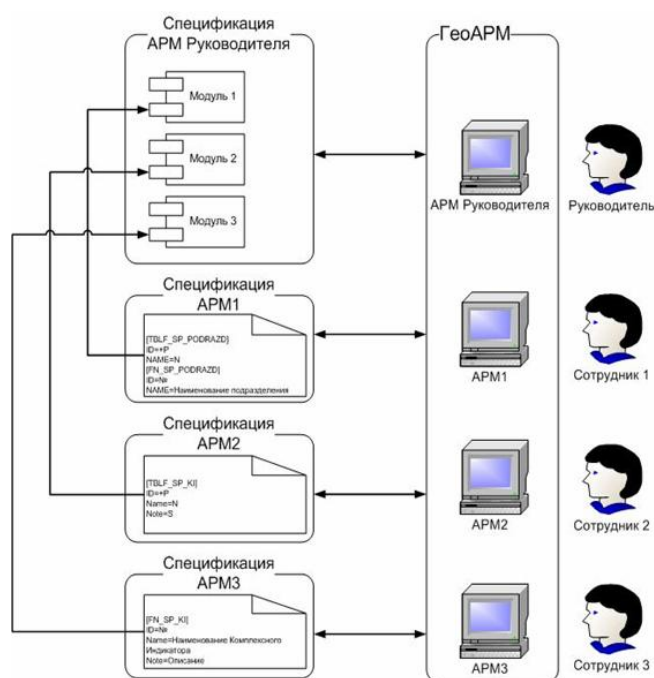 Спецификация
АРМ Руководителя
Модуль 1
Модуль 2
Модуль 3
ГеоАРМ
АРМ Руководителя
Руководитель
Спецификация
АРМ1
[TBLF_SP_PODRAZD]
ID=+P
NAME=N
[FN_SP_PODRAZD]
ID=№
NAME=Наименование подразделения
АРМ1
Сотрудник 1
Спецификация
АРМ2
[TBLF_SP_KI]
ID=+P
Name=N
Note=S
АРМ2
Сотрудник 2
Спецификация
АРМ3
[FN_SP_KI]
ID=№
Name=Наименование Комплексного
Индикатора
Note=Описание
АРМ3
Сотрудник 3